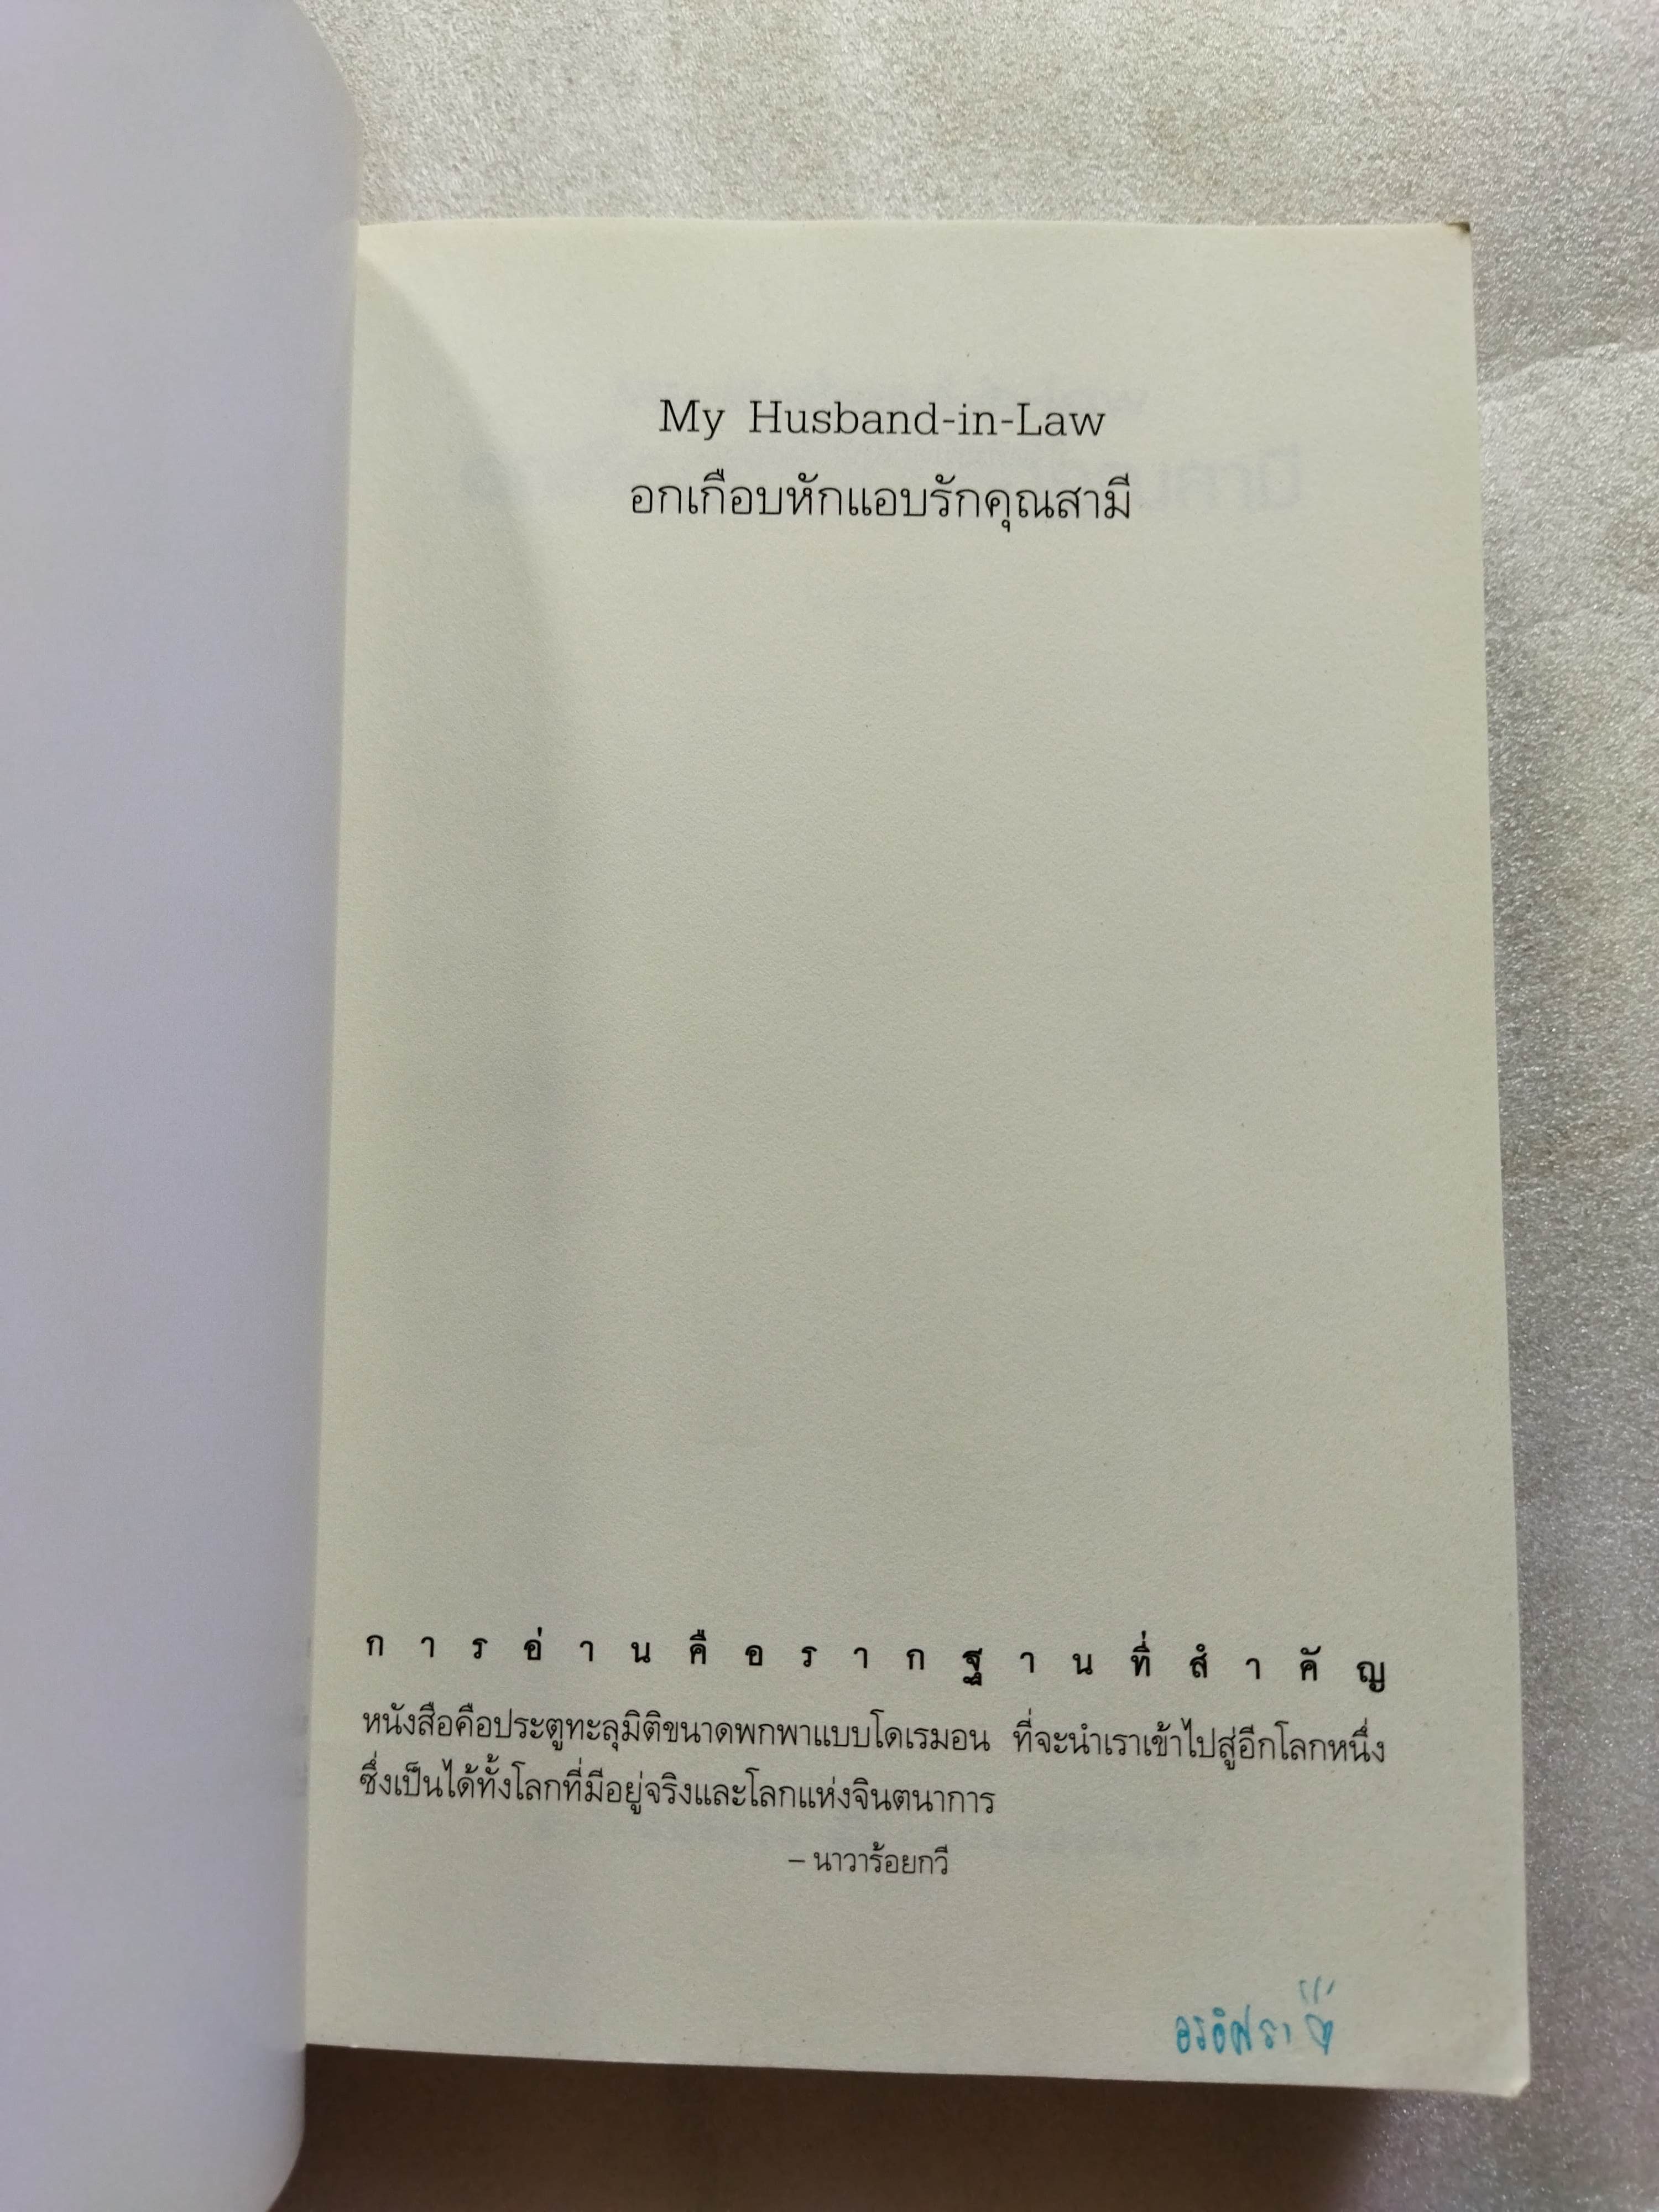 My Husband-in-Law
อกเกือบหักแอบรักคุณสามี
การอ่านคือรากฐานที่สำคัญ
หนังสือคือประตูทะลุมิติขนาดพกพาแบบโดเรมอน ที่จะนำเราเข้าไปสู่อีกโลกหนึ่ง
ซึ่งเป็นได้ทั้งโลกที่มีอยู่จริงและโลกแห่งจินตนาการ
– นาวาร้อยกวี
อรอิศรา